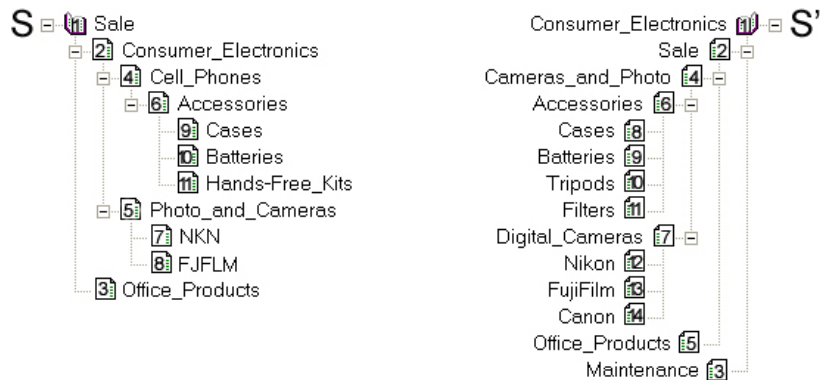 S 1 Sale Consumer_Electronics 1 S'
2 Consumer_Electronics Sale 2
4 Cell_Phones Cameras_and_Photo 4
6 Accessories Accessories 6
9 Cases Cases 8
10 Batteries Batteries 9
11 Hands-Free_Kits Tripods 10
5 Photo_and_Cameras Filters 11
7 NKN Digital_Cameras 7
8 FJFLM Nikon 12
3 Office_Products FujiFilm 13
Canon 14
Office_Products 5
Maintenance 3